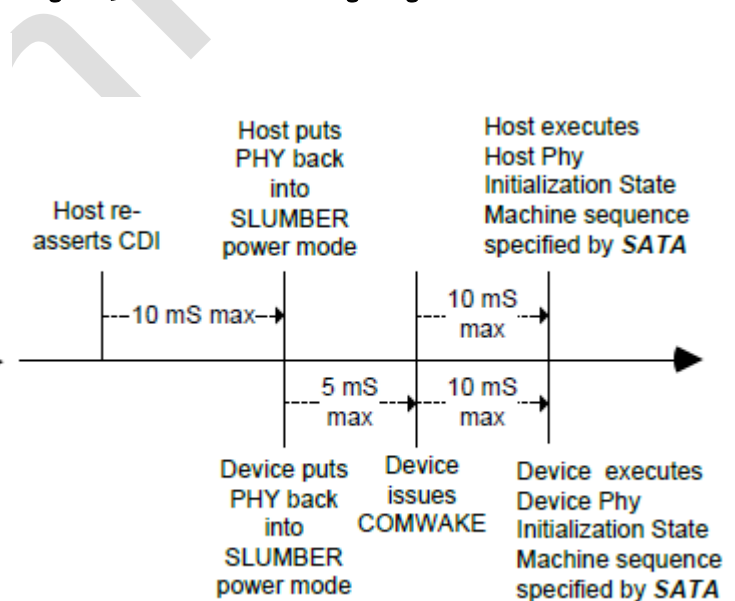 Host re-
asserts CDI
Host puts
PHY back
into
SLUMBER
power mode
Host executes
Host Phy
Initialization State
Machine sequence
specified by SATA
10 mS max
10 mS
max
5 mS
max
10 mS
max
Device puts
PHY back
into
SLUMBER
power mode
Device
issues
COMWAKE
Device executes
Device Phy
Initialization State
Machine sequence
specified by SATA